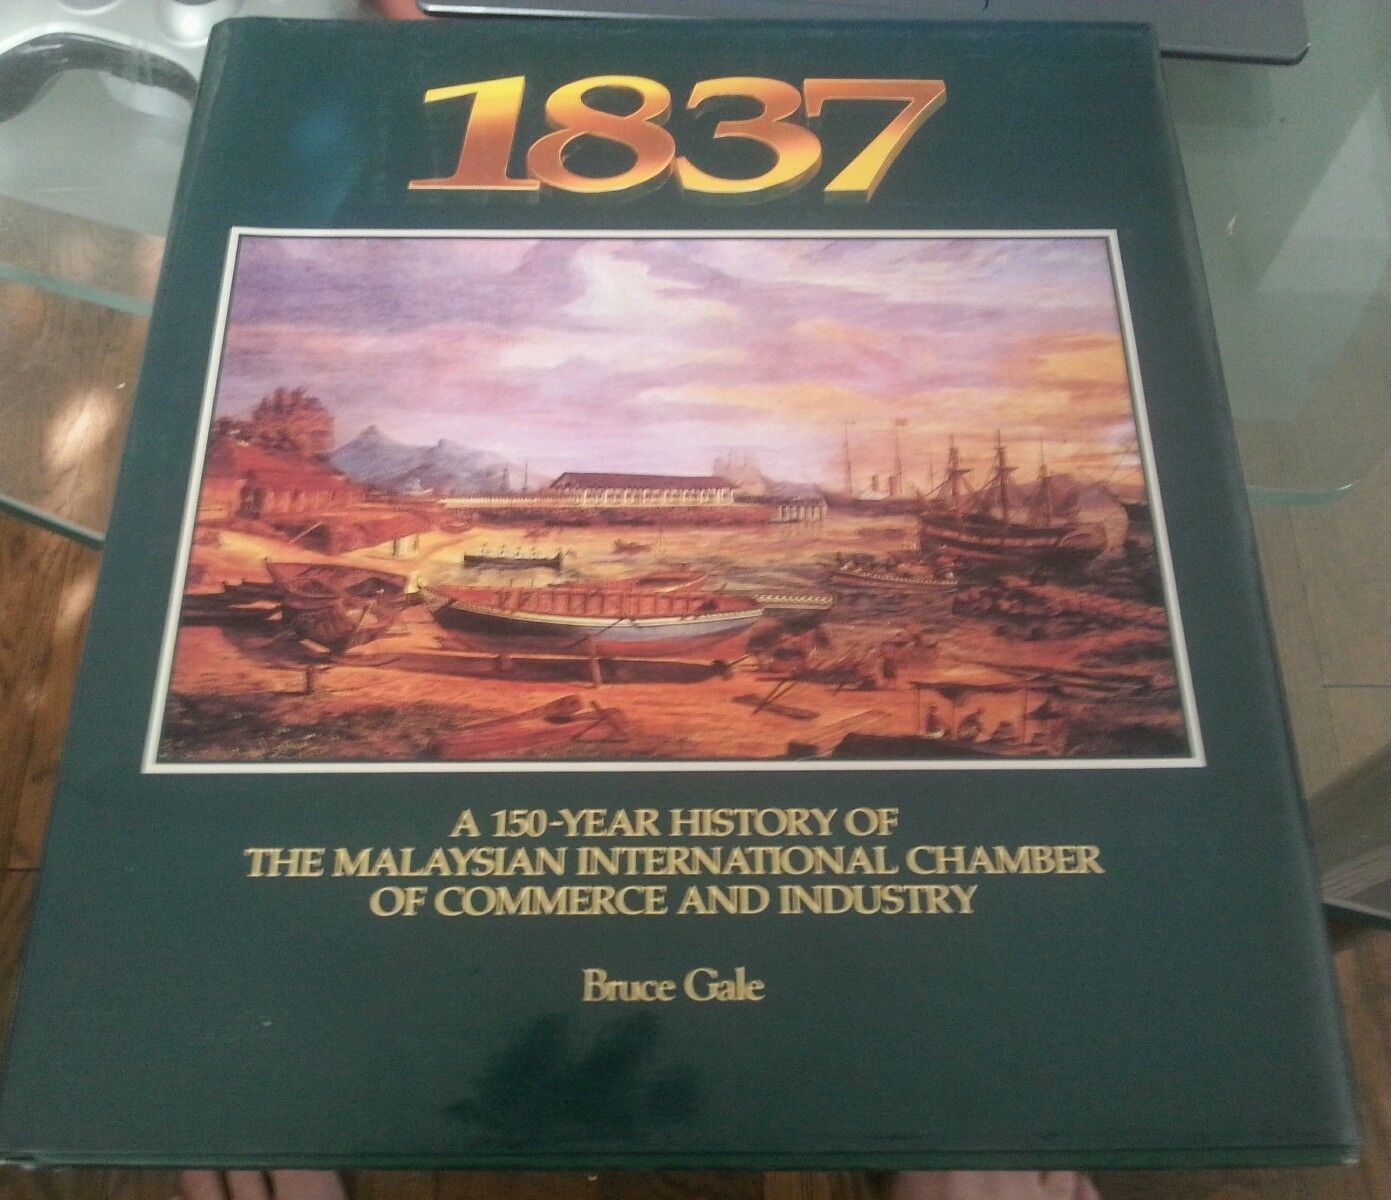 1837
A 150-YEAR HISTORY OF
THE MALAYSIAN INTERNATIONAL CHAMBER
OF COMMERCE AND INDUSTRY
Bruce Gale